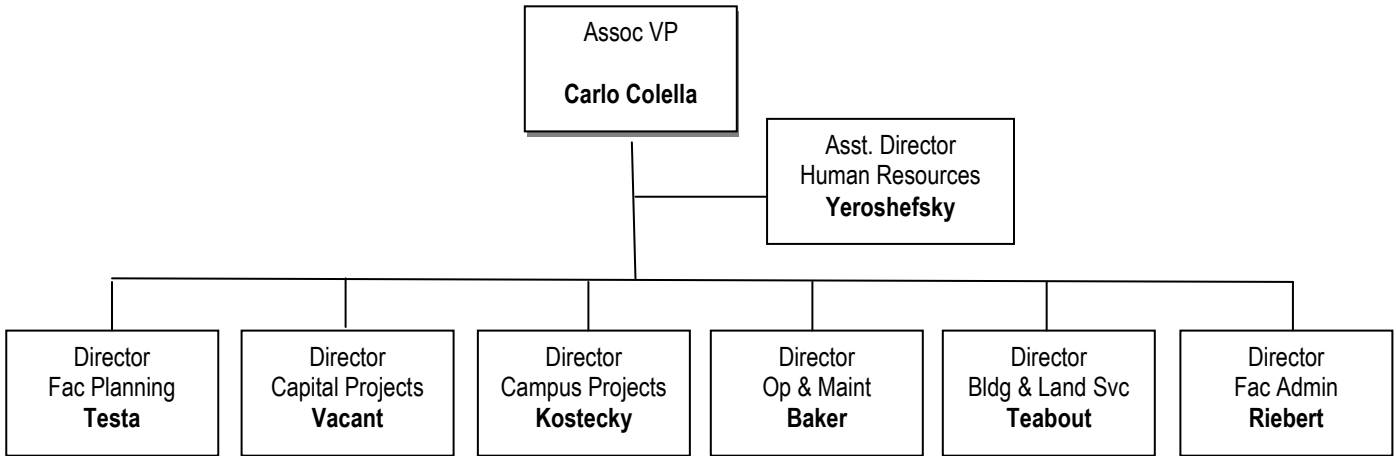 Assoc VP
Carlo Colella
Asst. Director
Human Resources
Yeroshefsky
Director
Fac Planning
Testa
Director
Capital Projects
Vacant
Director
Campus Projects
Kostecky
Director
Op & Maint
Baker
Director
Bldg & Land Svc
Teabout
Director
Fac Admin
Riebert